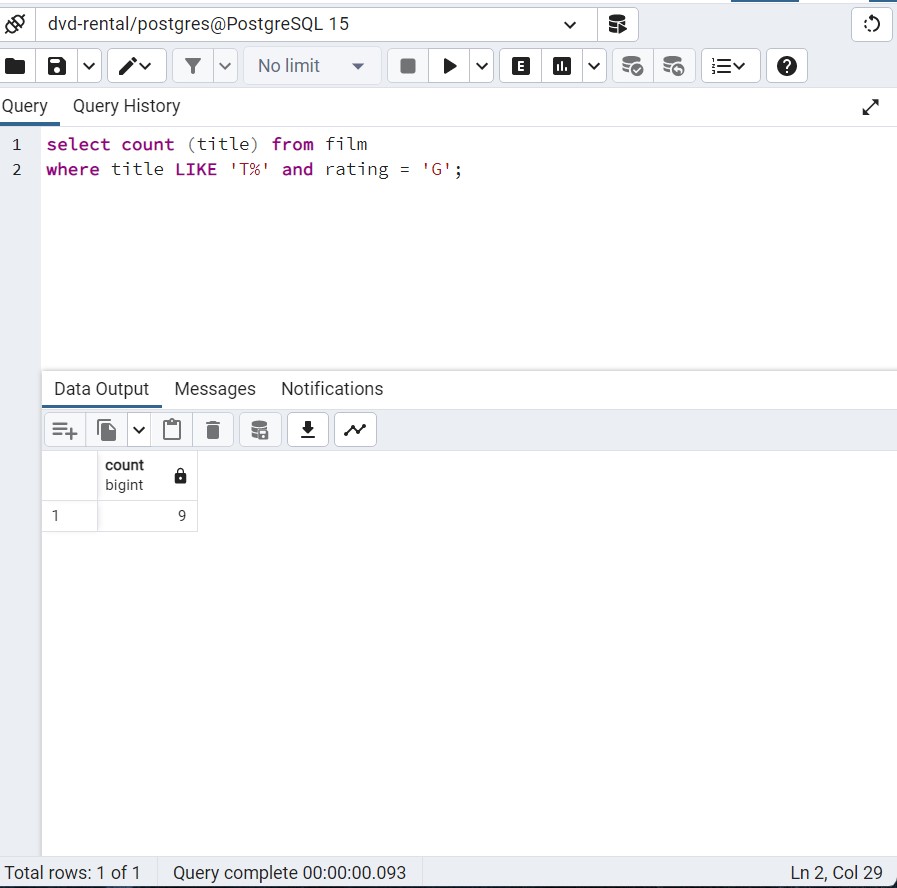 dvd-rental/postgres@PostgreSQL 15
No limit
E
Query Query History
1 select count (title) from film
2 where title LIKE 'T%' and rating = 'G';
Data Output Messages Notifications
count
bigint
1 9
Total rows: 1 of 1 Query complete 00:00:00.093 Ln 2, Col 29